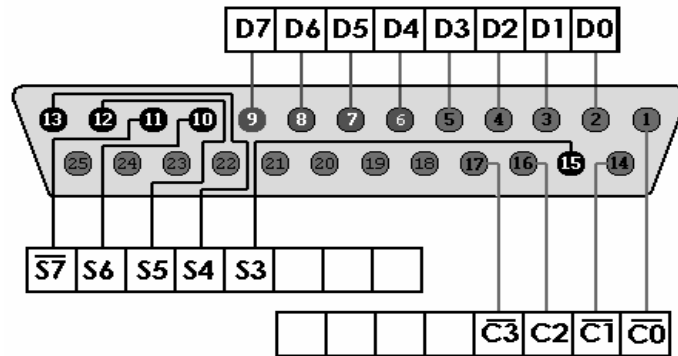 D7 D6 D5 D4 D3 D2 D1 D0
13 12 11 10 9 8 7 6 5 4 3 2 1
25 24 23 22 21 20 19 18 17 16 15 14
S̅7̅ S6 S5 S4 S3
C̅3̅ C2 C̅1̅ C̅0̅